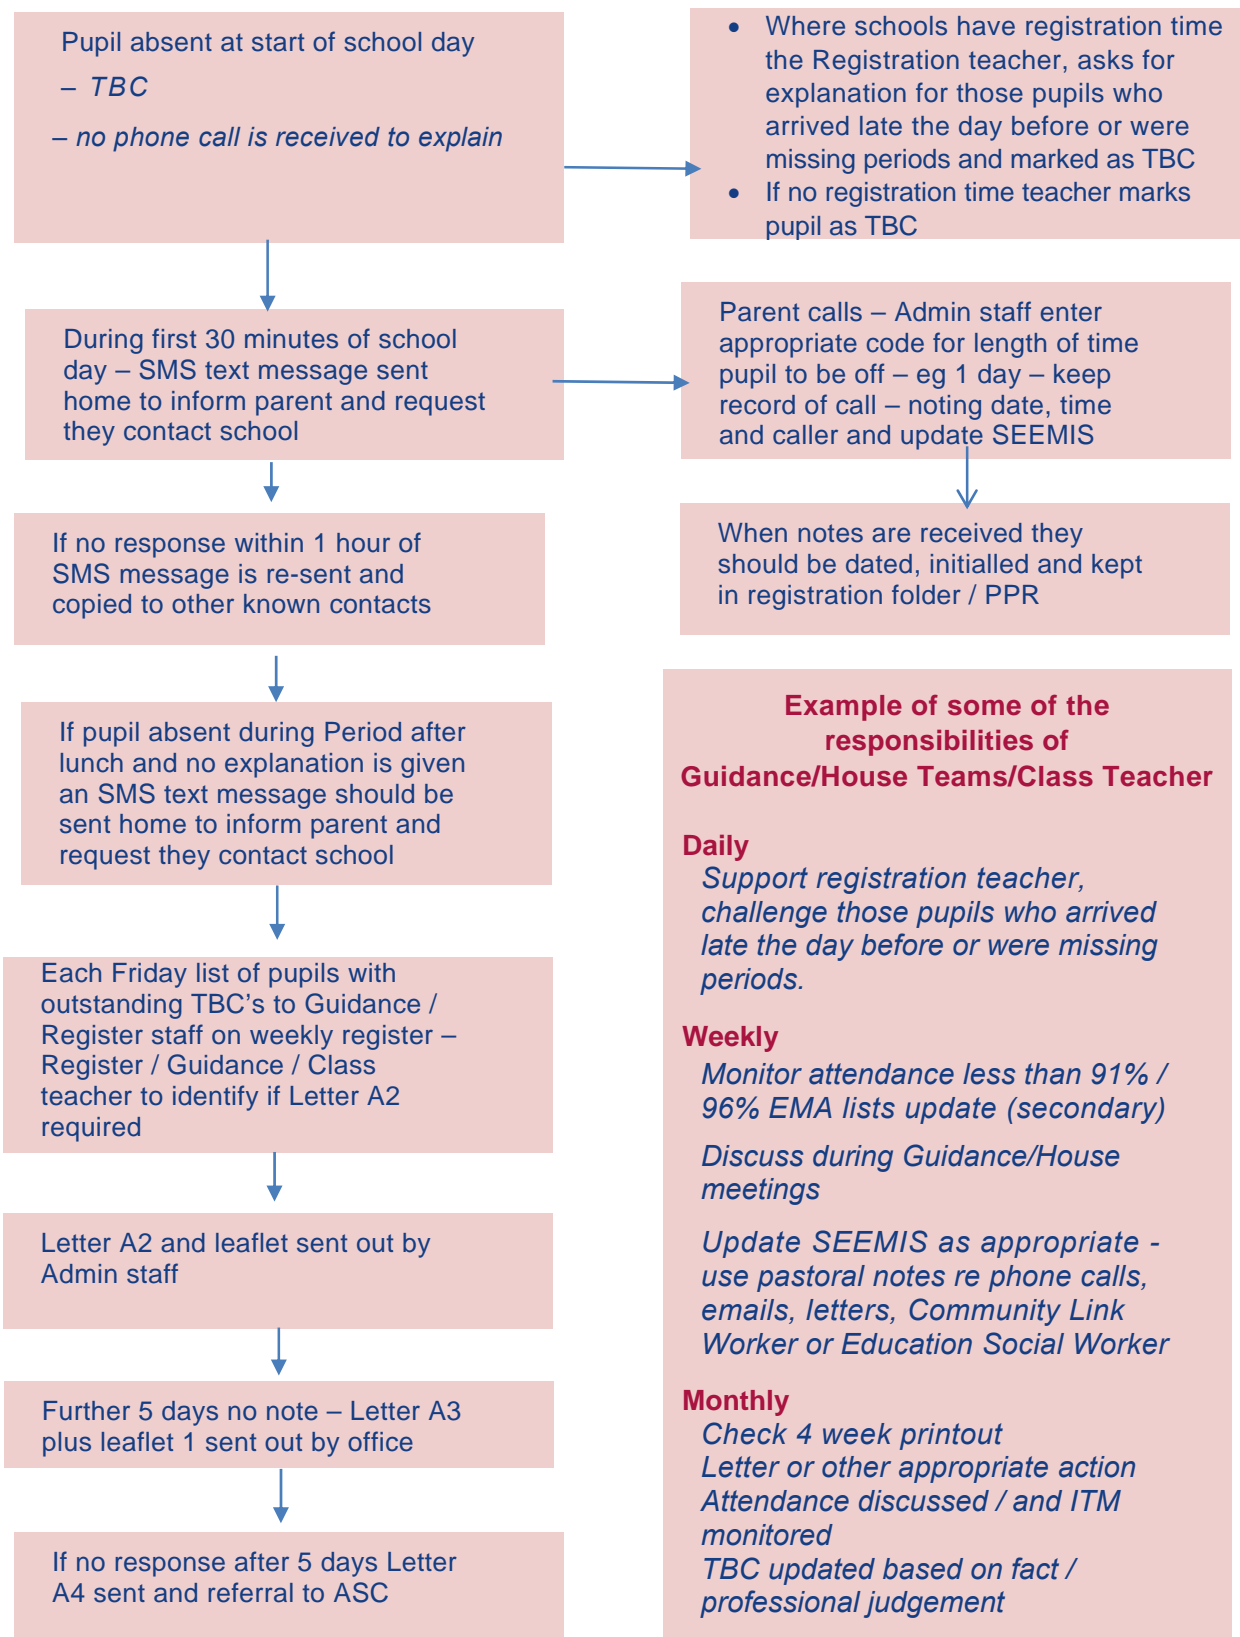 Pupil absent at start of school day
– TBC
– no phone call is received to explain
• Where schools have registration time
the Registration teacher, asks for
explanation for those pupils who
arrived late the day before or were
missing periods and marked as TBC
• If no registration time teacher marks
pupil as TBC
During first 30 minutes of school
day – SMS text message sent
home to inform parent and request
they contact school
Parent calls – Admin staff enter
appropriate code for length of time
pupil to be off – eg 1 day – keep
record of call – noting date, time
and caller and update SEEMIS
If no response within 1 hour of
SMS message is re-sent and
copied to other known contacts
When notes are received they
should be dated, initialled and kept
in registration folder / PPR
If pupil absent during Period after
lunch and no explanation is given
an SMS text message should be
sent home to inform parent and
request they contact school
Each Friday list of pupils with
outstanding TBC’s to Guidance /
Register staff on weekly register –
Register / Guidance / Class
teacher to identify if Letter A2
required
Letter A2 and leaflet sent out by
Admin staff
Further 5 days no note – Letter A3
plus leaflet 1 sent out by office
If no response after 5 days Letter
A4 sent and referral to ASC
Example of some of the
responsibilities of
Guidance/House Teams/Class Teacher
Daily
Support registration teacher,
challenge those pupils who arrived
late the day before or were missing
periods.
Weekly
Monitor attendance less than 91% /
96% EMA lists update (secondary)
Discuss during Guidance/House
meetings
Update SEEMIS as appropriate -
use pastoral notes re phone calls,
emails, letters, Community Link
Worker or Education Social Worker
Monthly
Check 4 week printout
Letter or other appropriate action
Attendance discussed / and ITM
monitored
TBC updated based on fact /
professional judgement